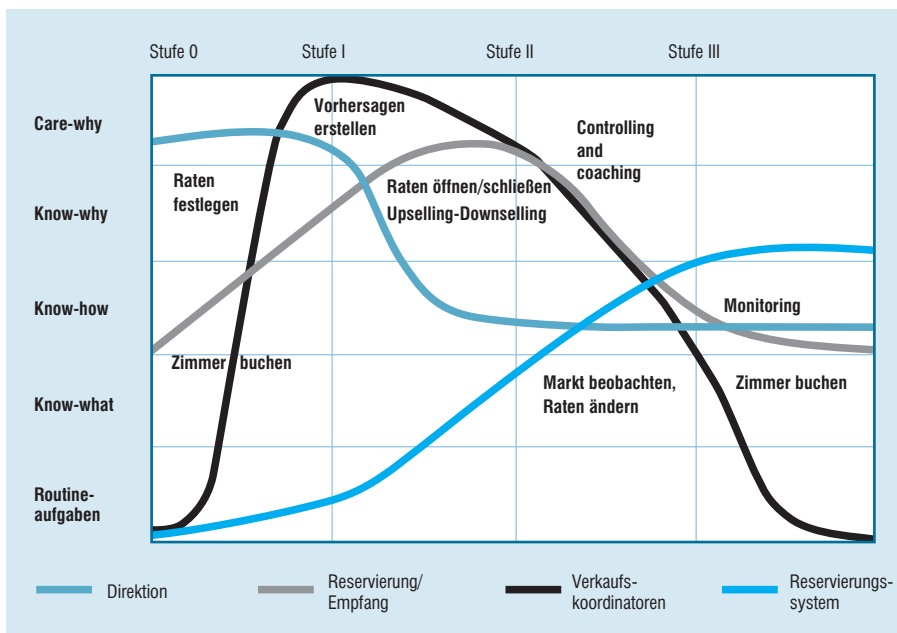 Stufe 0 Stufe I Stufe II Stufe III
Care-why
Know-why
Know-how
Know-what
Routine-
aufgaben
Vorhersagen
erstellen
Controlling
and
coaching
Raten
festlegen
Raten öffnen/schließen
Upselling-Downselling
Monitoring
Zimmer buchen
Markt beobachten,
Raten ändern
Zimmer buchen
Direktion
Reservierung/
Empfang
Verkaufs-
koordinatoren
Reservierungs-
system